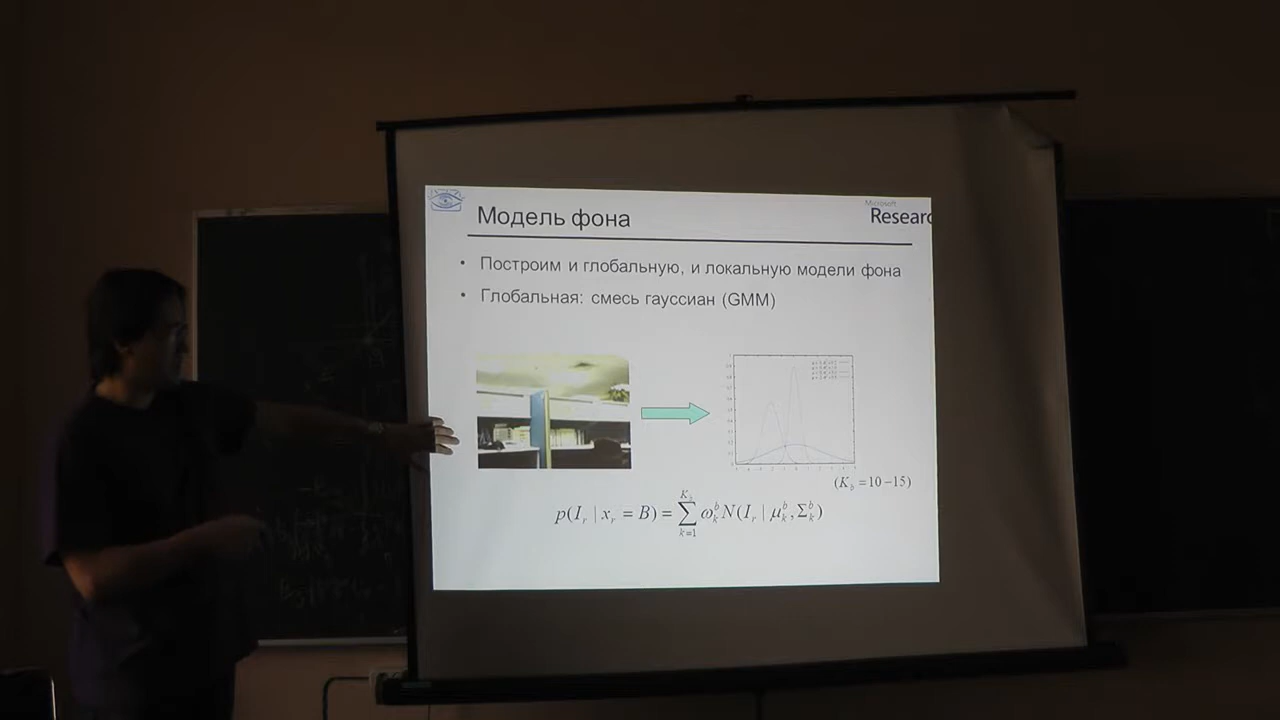 Модель фона
Microsoft
Researc
• Построим и глобальную, и локальную модели фона
• Глобальная: смесь гауссиан (GMM)
(K_b = 10 – 15)
p(I_r | x_r = B) = ∑_{k=1}^{K_b} ω_k^b N(I_r | μ_k^b, Σ_k^b)